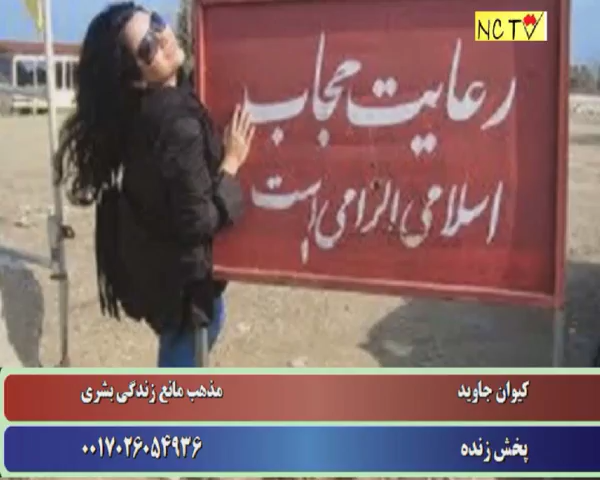 NCTV
رعایت حجاب
اسلامی الزامی است
کیوان جاوید
مذهب مانع زندگی بشری
پخش زنده
۰۰۱۷۰۲۶۰۵۴۹۳۶